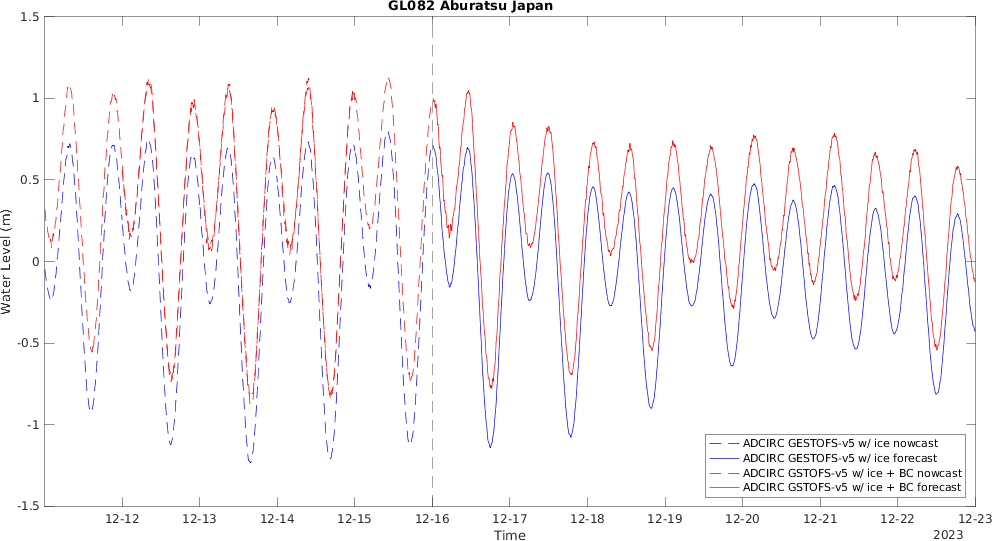 GL082 Aburatsu Japan
1.5
1
0.5
0
-0.5
-1
-1.5
Water Level (m)
12-12
12-13
12-14
12-15
12-16
12-17
12-18
12-19
12-20
12-21
12-22
12-23
Time
2023
ADCIRC GESTOFS-v5 w/ ice nowcast
ADCIRC GESTOFS-v5 w/ ice forecast
ADCIRC GSTOFS-v5 w/ ice + BC nowcast
ADCIRC GSTOFS-v5 w/ ice + BC forecast